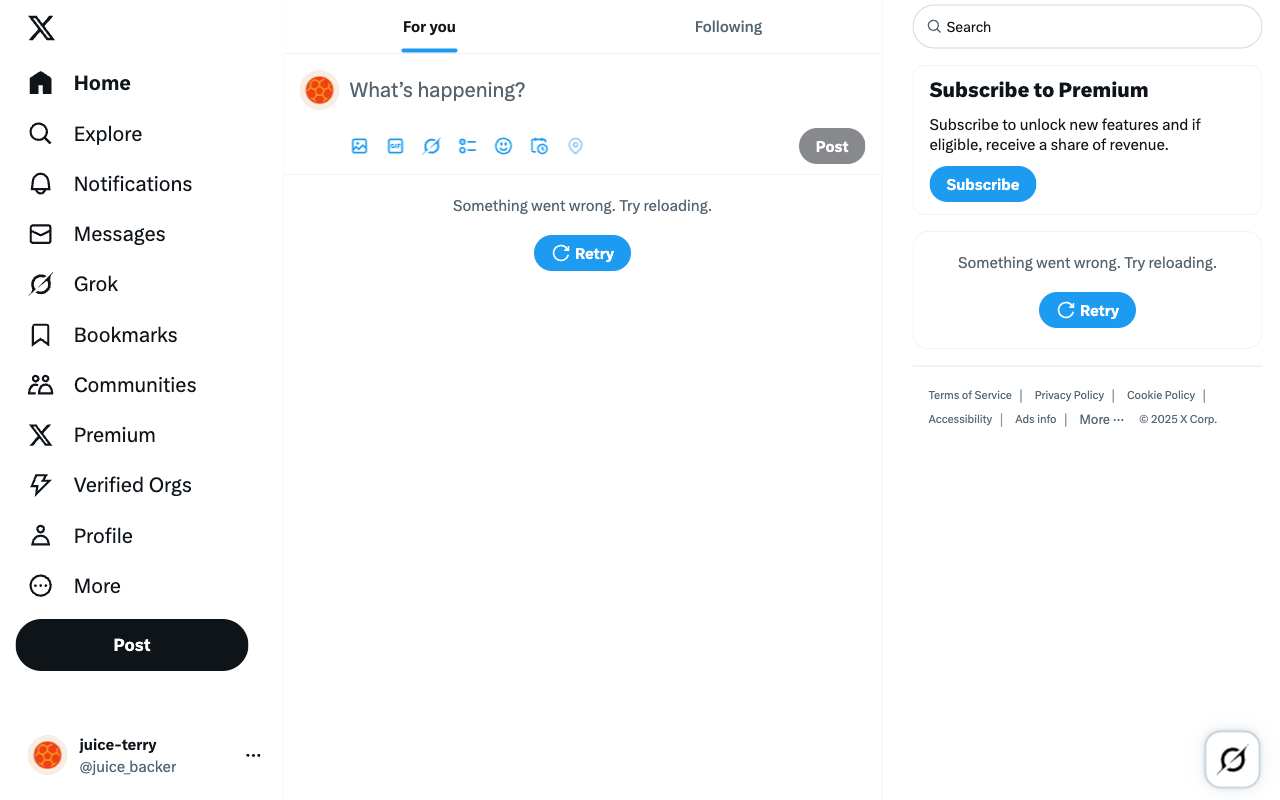 Home
Explore
Notifications
Messages
Grok
Bookmarks
Communities
Premium
Verified Orgs
Profile
More
Post
juice-terry
@juice_backer
For you
Following
What’s happening?
GIF
Post
Something went wrong. Try reloading.
Retry
Search
Subscribe to Premium
Subscribe to unlock new features and if
eligible, receive a share of revenue.
Subscribe
Something went wrong. Try reloading.
Retry
Terms of Service | Privacy Policy | Cookie Policy |
Accessibility | Ads info | More ··· © 2025 X Corp.